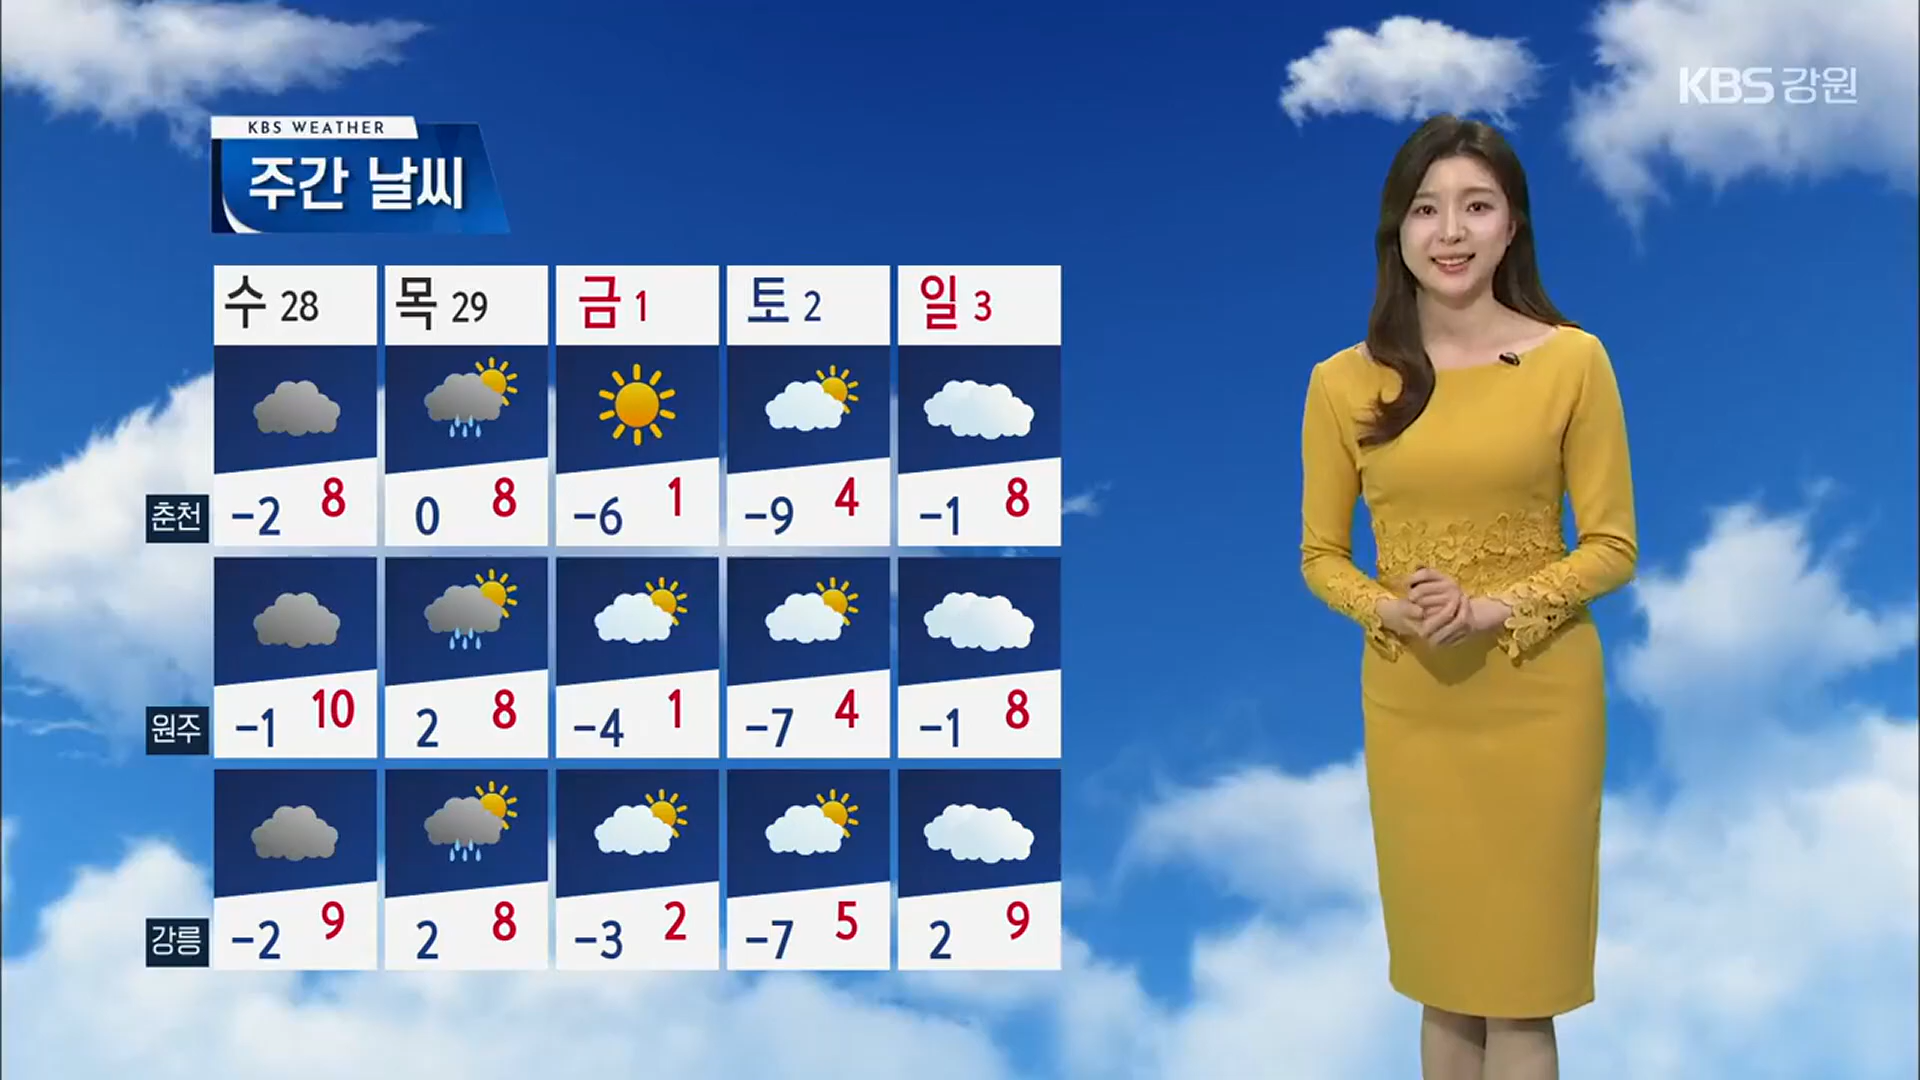 KBS 강원
KBS WEATHER
주간 날씨
수 28 목 29 금 1 토 2 일 3
춘천 -2 8 0 8 -6 1 -9 4 -1 8
원주 -1 10 2 8 -4 1 -7 4 -1 8
강릉 -2 9 2 8 -3 2 -7 5 2 9